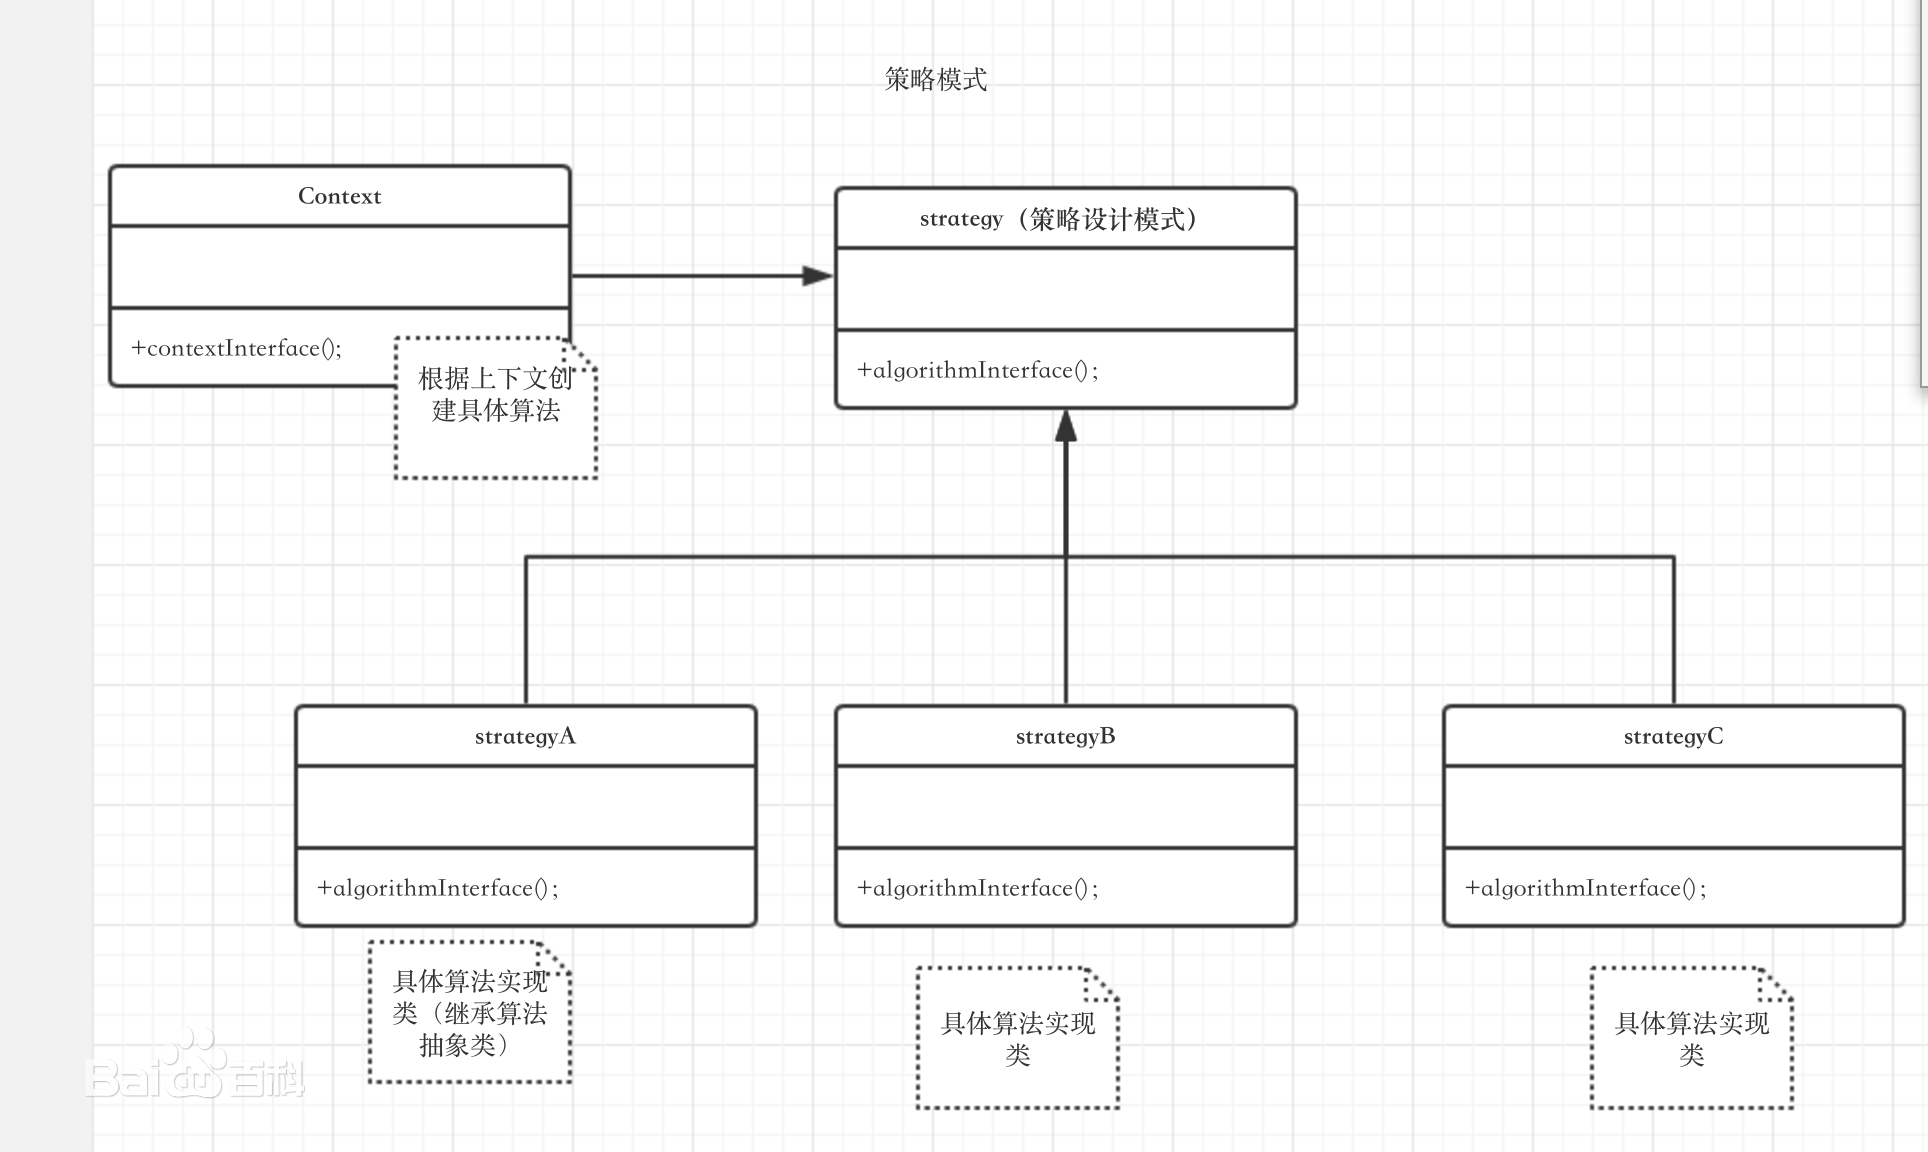 策略模式
Context
+contextInterface();
根据上下文创
建具体算法
strategy（策略设计模式）
+algorithmInterface();
strategyA
+algorithmInterface();
具体算法实现
类（继承算法
抽象类）
strategyB
+algorithmInterface();
具体算法实现
类
strategyC
+algorithmInterface();
具体算法实现
类
Bai百科